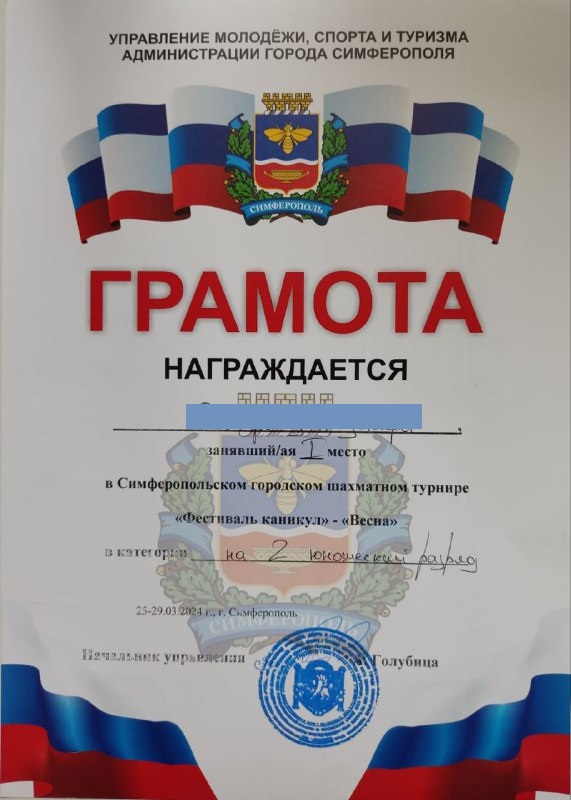 УПРАВЛЕНИЕ МОЛОДЁЖИ, СПОРТА И ТУРИЗМА
АДМИНИСТРАЦИИ ГОРОДА СИМФЕРОПОЛЯ
СИМФЕРОПОЛЬ
ГРАМОТА
НАГРАЖДАЕТСЯ
занявший/ая I место
в Симферопольском городском шахматном турнире
«Фестиваль каникул» - «Весна»
в категории на 2 юношеский разряд
25-29.03.2024 г., г. Симферополь
СИМФЕРОПОЛЬ
Начальник управления Голубица